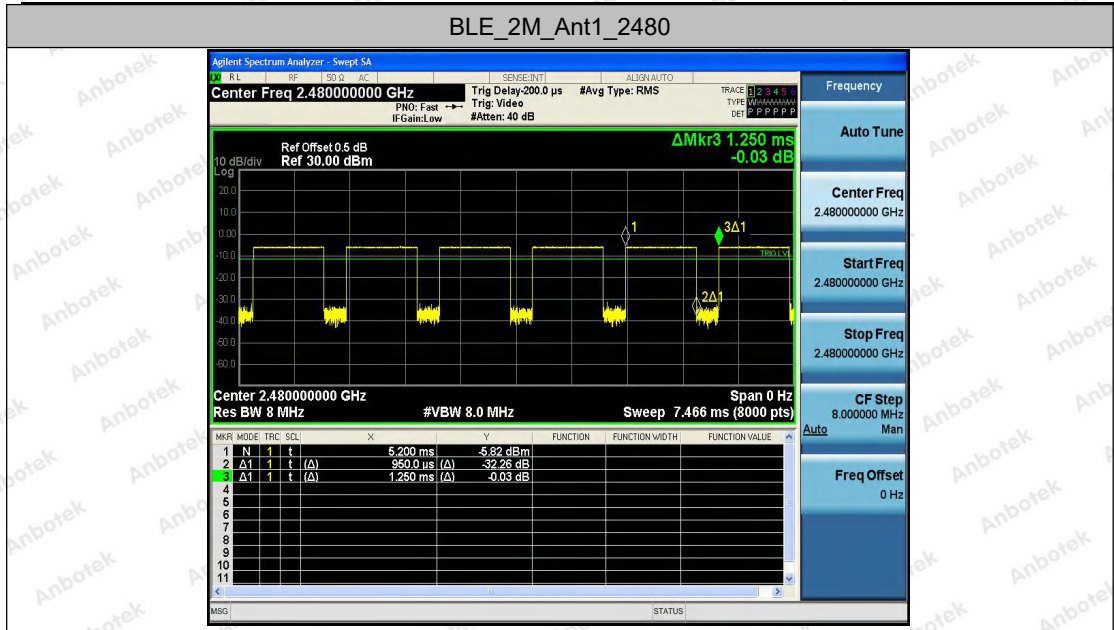 BLE_2M_Ant1_2480
Agilent Spectrum Analyzer - Swept SA
RL RF 50 Ω AC SENSE:INT ALIGN AUTO
Center Freq 2.480000000 GHz
PNO: Fast
IFGain:Low
Trig Delay-200.0 µs
Trig: Video
#Atten: 40 dB
#Avg Type: RMS
TRACE 1 2 3 4 5 6
TYPE
DET P P P P P P
ΔMkr3 1.250 ms
-0.03 dB
Ref Offset 0.5 dB
10 dB/div Ref 30.00 dBm
Log
20.0
10.0
0.00
-10.0
-20.0
-30.0
-40.0
-50.0
-60.0
1
3Δ1
TRIG LVL
2Δ1
Center 2.480000000 GHz Span 0 Hz
Res BW 8 MHz #VBW 8.0 MHz Sweep 7.466 ms (8000 pts)
MKR MODE TRC SCL X Y FUNCTION FUNCTION WIDTH FUNCTION VALUE
1 N 1 t 5.200 ms -5.82 dBm
2 Δ1 1 t (Δ) 950.0 µs (Δ) -32.26 dB
3 Δ1 1 t (Δ) 1.250 ms (Δ) -0.03 dB
4
5
6
7
8
9
10
11
MSG STATUS
Frequency
Auto Tune
Center Freq
2.480000000 GHz
Start Freq
2.480000000 GHz
Stop Freq
2.480000000 GHz
CF Step
8.000000 MHz
Auto Man
Freq Offset
0 Hz
Anbotek